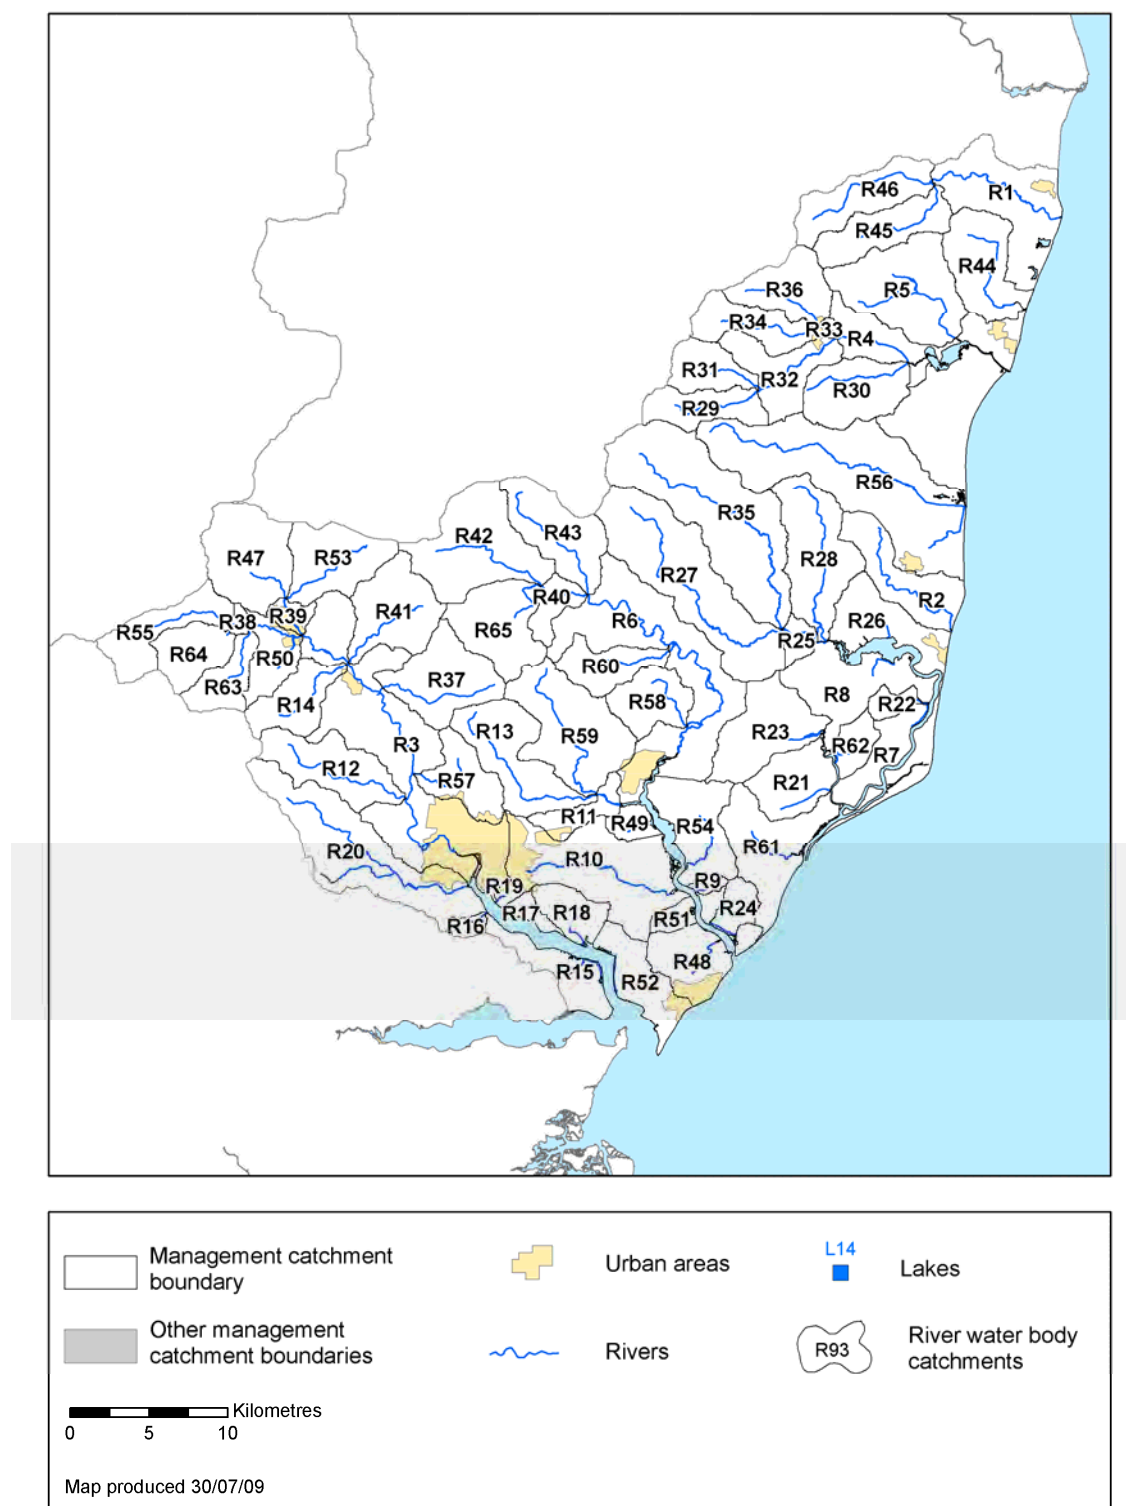 R46
R1
R45
R44
R36
R5
R34
R33
R4
R31
R32
R30
R29
R56
R35
R42
R43
R47
R53
R28
R27
R40
R2
R41
R39
R38
R6
R26
R55
R65
R25
R64
R50
R60
R63
R37
R8
R14
R58
R22
R13
R23
R59
R3
R62
R7
R12
R57
R21
R11
R49
R54
R61
R20
R10
R19
R9
R24
R17
R18
R51
R16
R48
R15
R52
Management catchment
boundary
Urban areas
L14
Lakes
Other management
catchment boundaries
Rivers
R93
River water body
catchments
Kilometres
0 5 10
Map produced 30/07/09